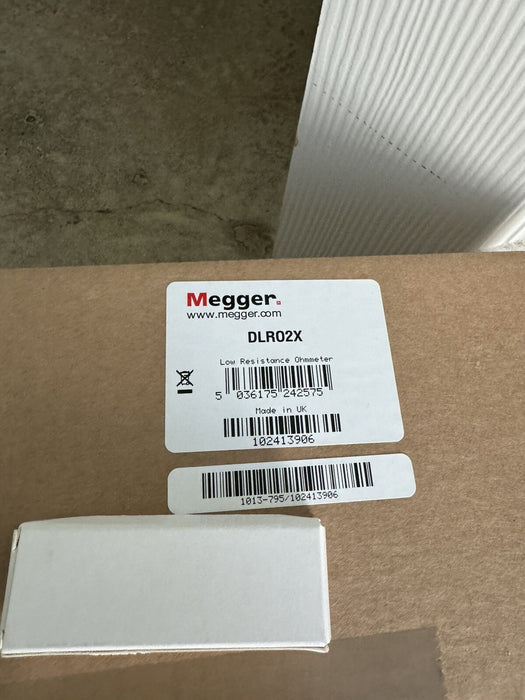 Megger.
www.megger.com
DLRO2X
Low Resistance Ohmmeter
5 036175 242575
Made in UK
102413906
1013-795/102413906